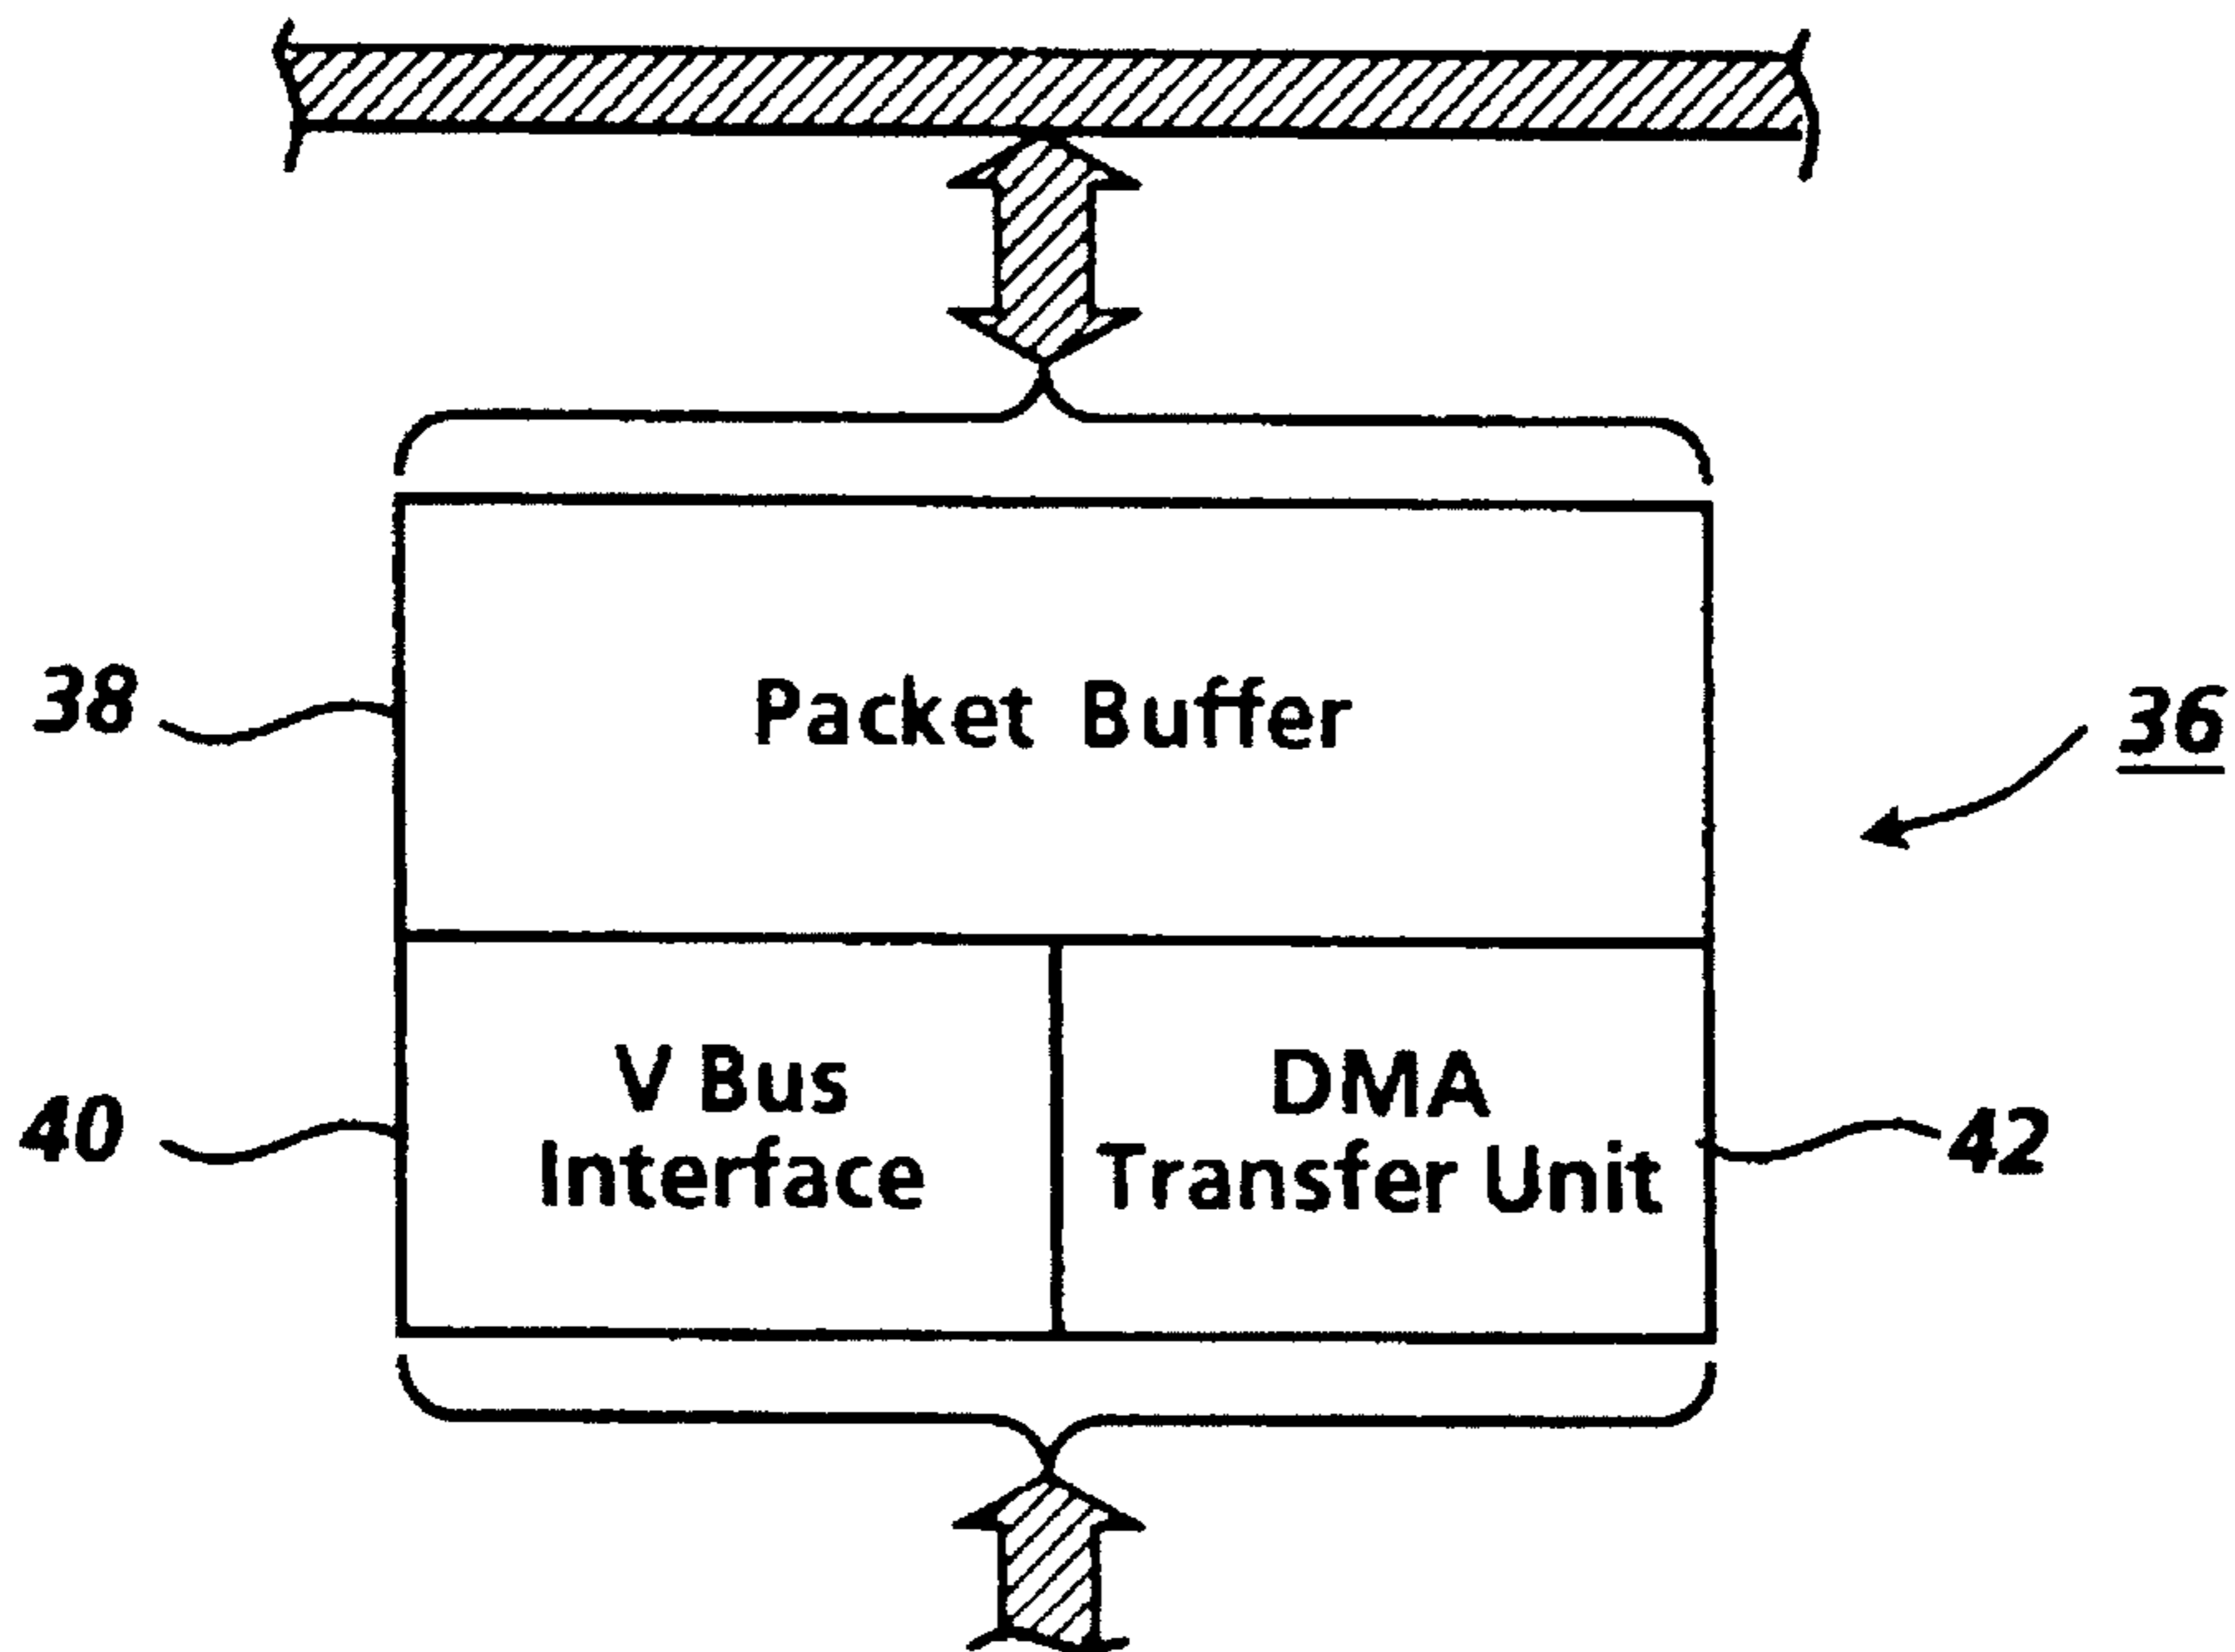 38
Packet Buffer
36
V Bus
Interface
DMA
Transfer Unit
40
42